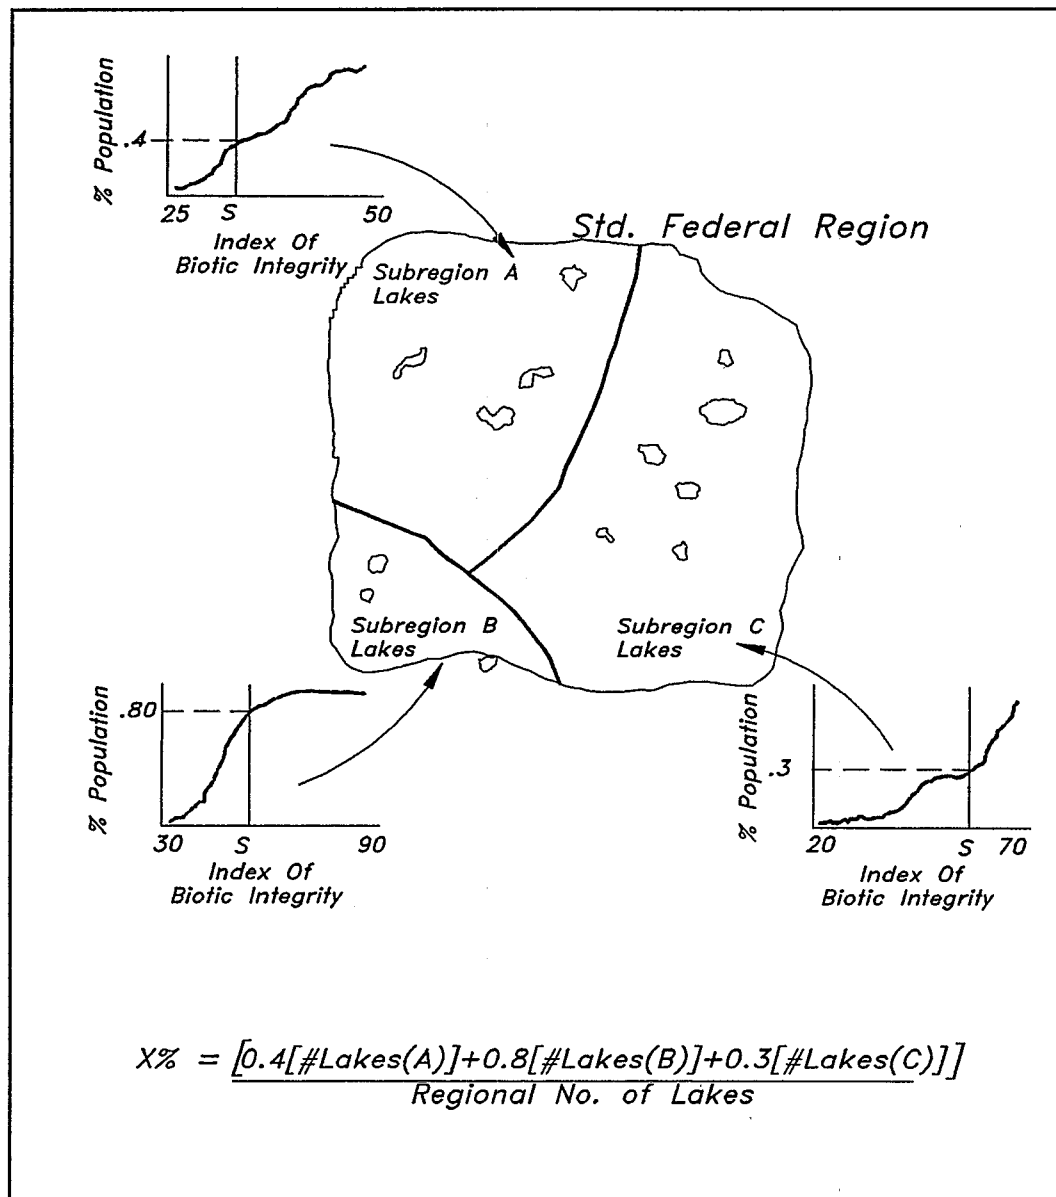 % Population
.4
25 S 50
Index Of
Biotic Integrity
Std. Federal Region
Subregion A
Lakes
Subregion B
Lakes
Subregion C
Lakes
% Population
.80
30 S 90
Index Of
Biotic Integrity
% Population
.3
20 S 70
Index Of
Biotic Integrity
X% = [0.4[#Lakes(A)]+0.8[#Lakes(B)]+0.3[#Lakes(C)]]
Regional No. of Lakes